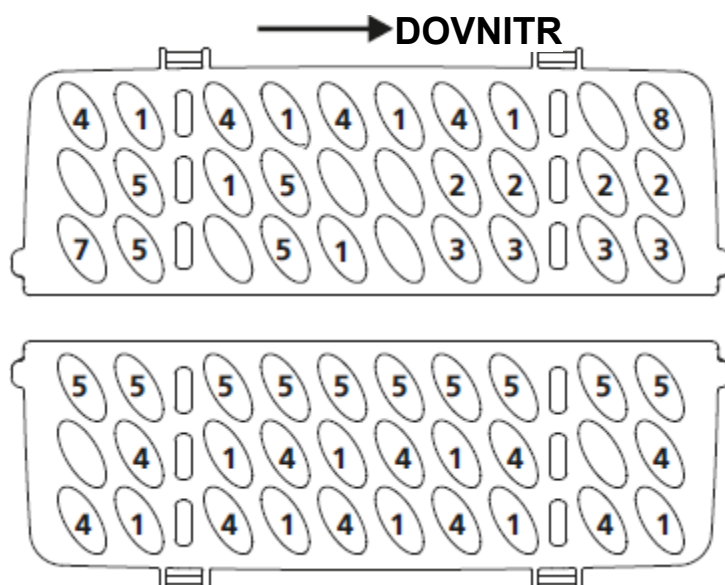 DOVNITR
4 1 4 1 4 1 4 1 8
5 1 5 2 2 2 2
7 5 5 1 3 3 3 3
5 5 5 5 5 5 5 5 5 5
4 1 4 1 4 1 4 4
4 1 4 1 4 1 4 1 4 1